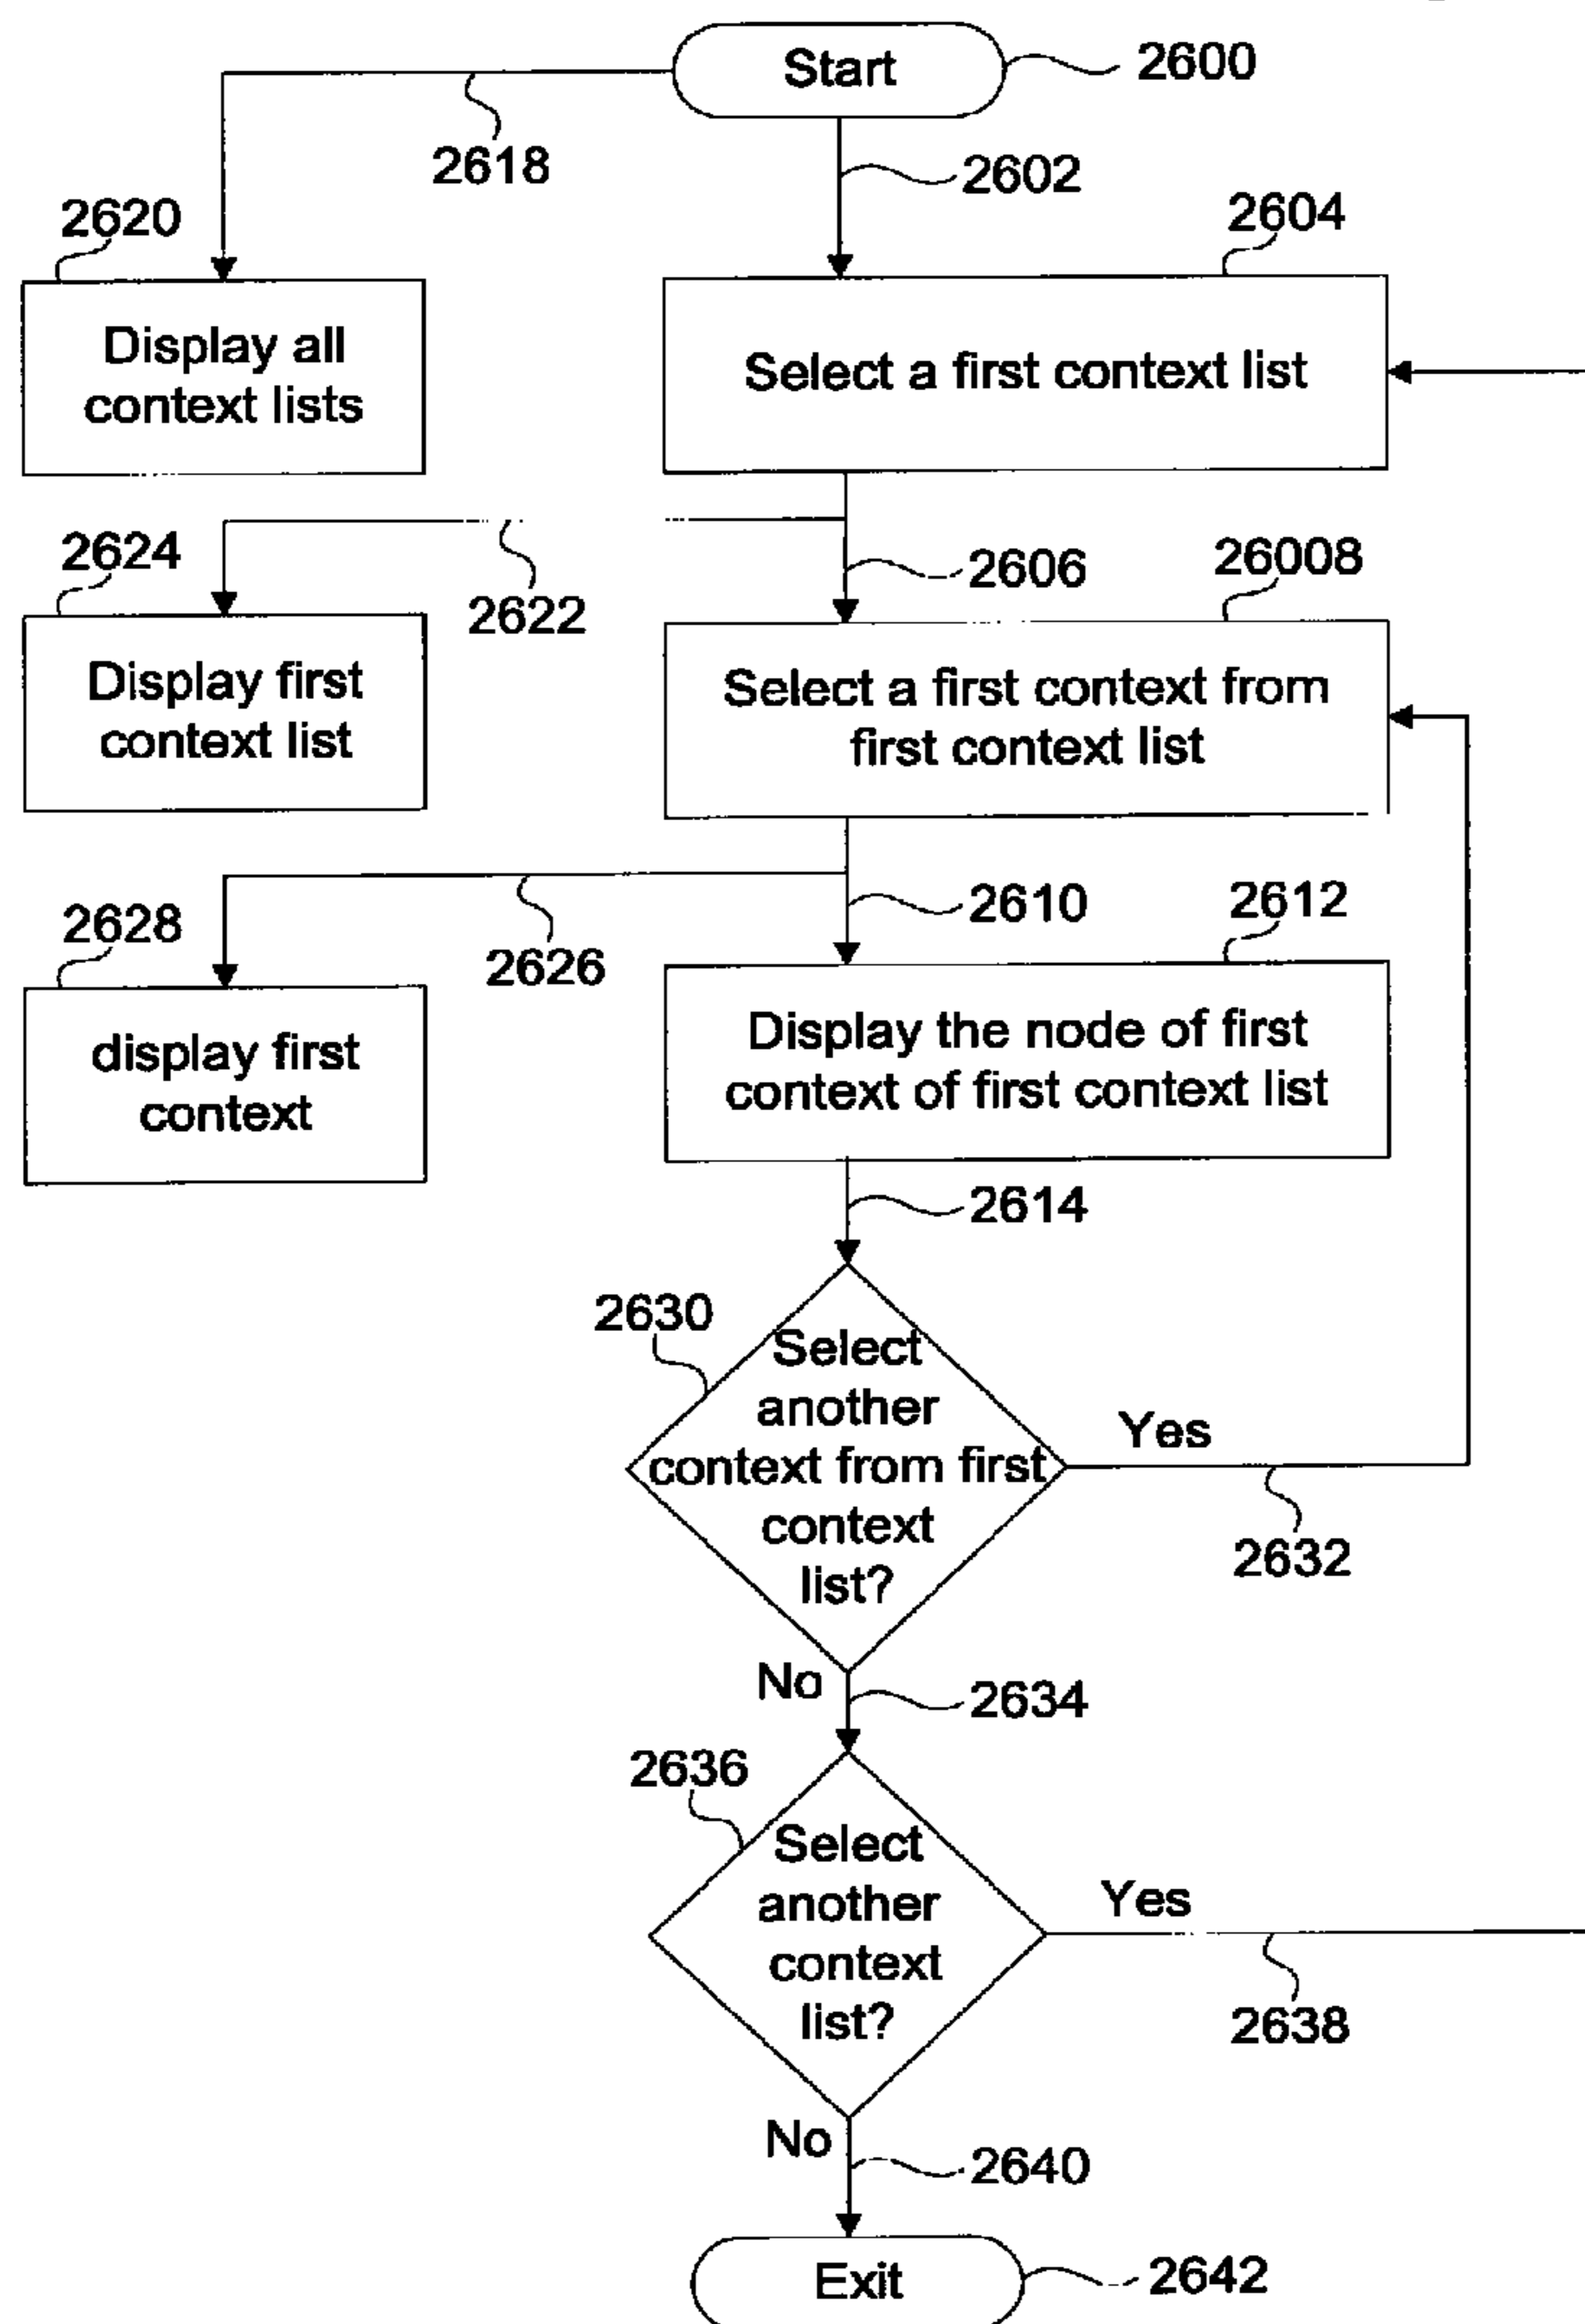 Start
2600
2618
2602
2620
2604
Display all
context lists
Select a first context list
2624
2606
26008
2622
Display first
context list
Select a first context from
first context list
2628
2610
2612
2626
display first
context
Display the node of first
context of first context list
2614
2630
Select
another
context from first
context
list?
Yes
2632
No
2634
2636
Select
another
context
list?
Yes
2638
No
2640
Exit
2642